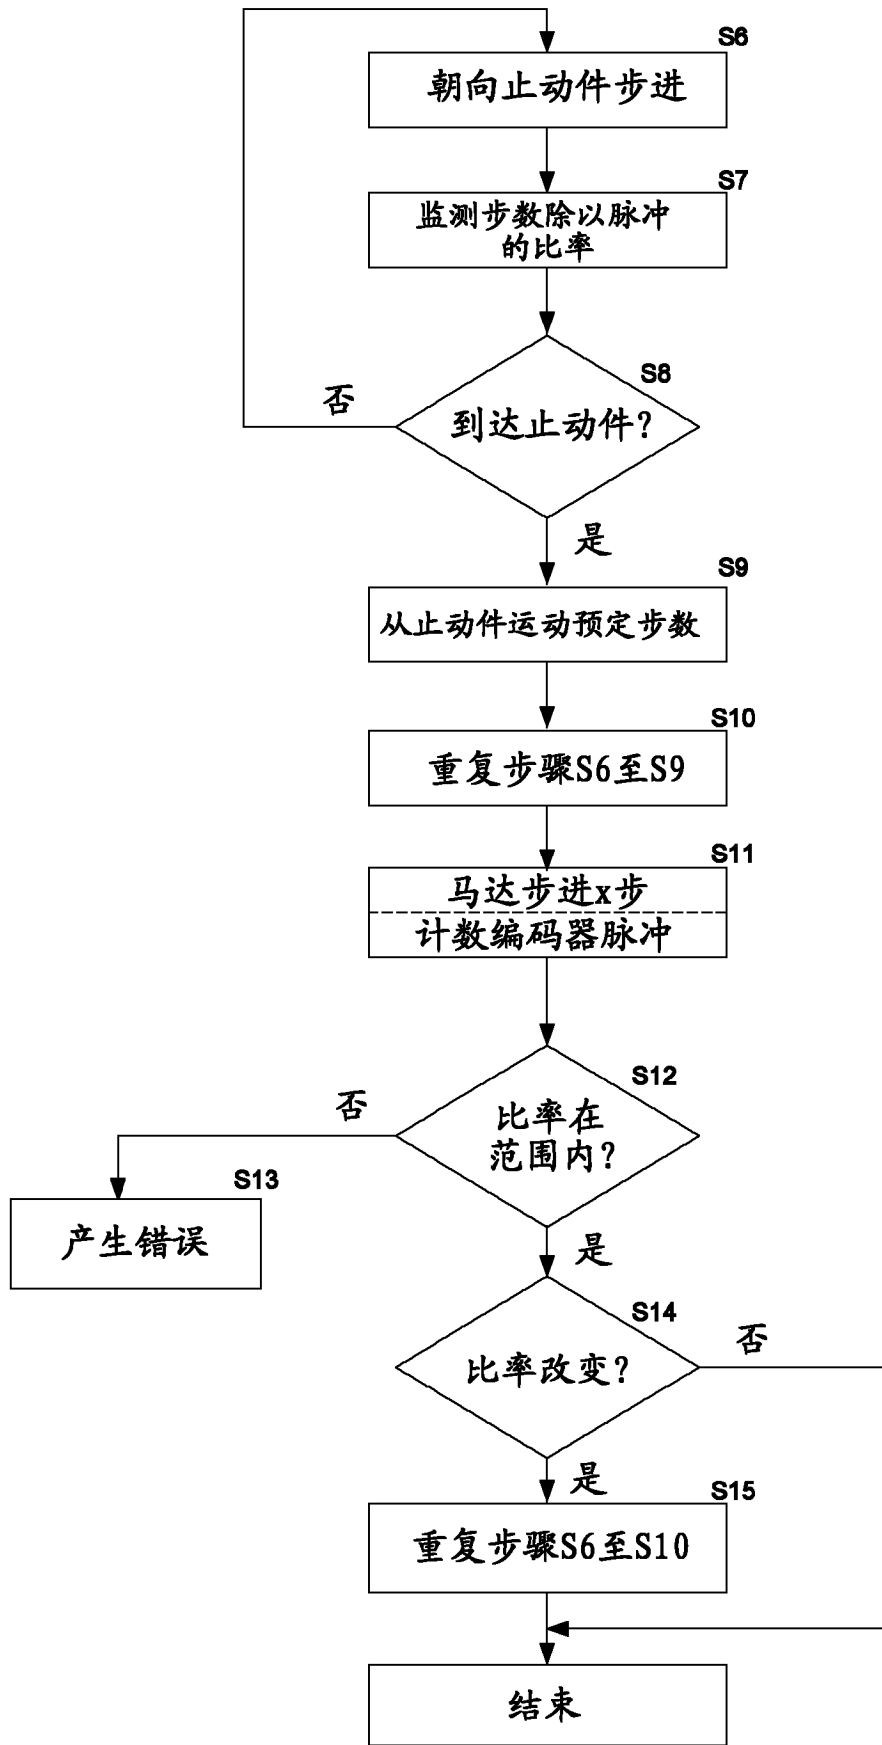 S6
朝向止动件步进
S7
监测步数除以脉冲
的比率
S8
否
到达止动件?
是
S9
从止动件运动预定步数
S10
重复步骤S6至S9
S11
马达步进x步
计数编码器脉冲
S12
否
比率在
范围内?
S13
产生错误
是
S14
否
比率改变?
是
S15
重复步骤S6至S10
结束